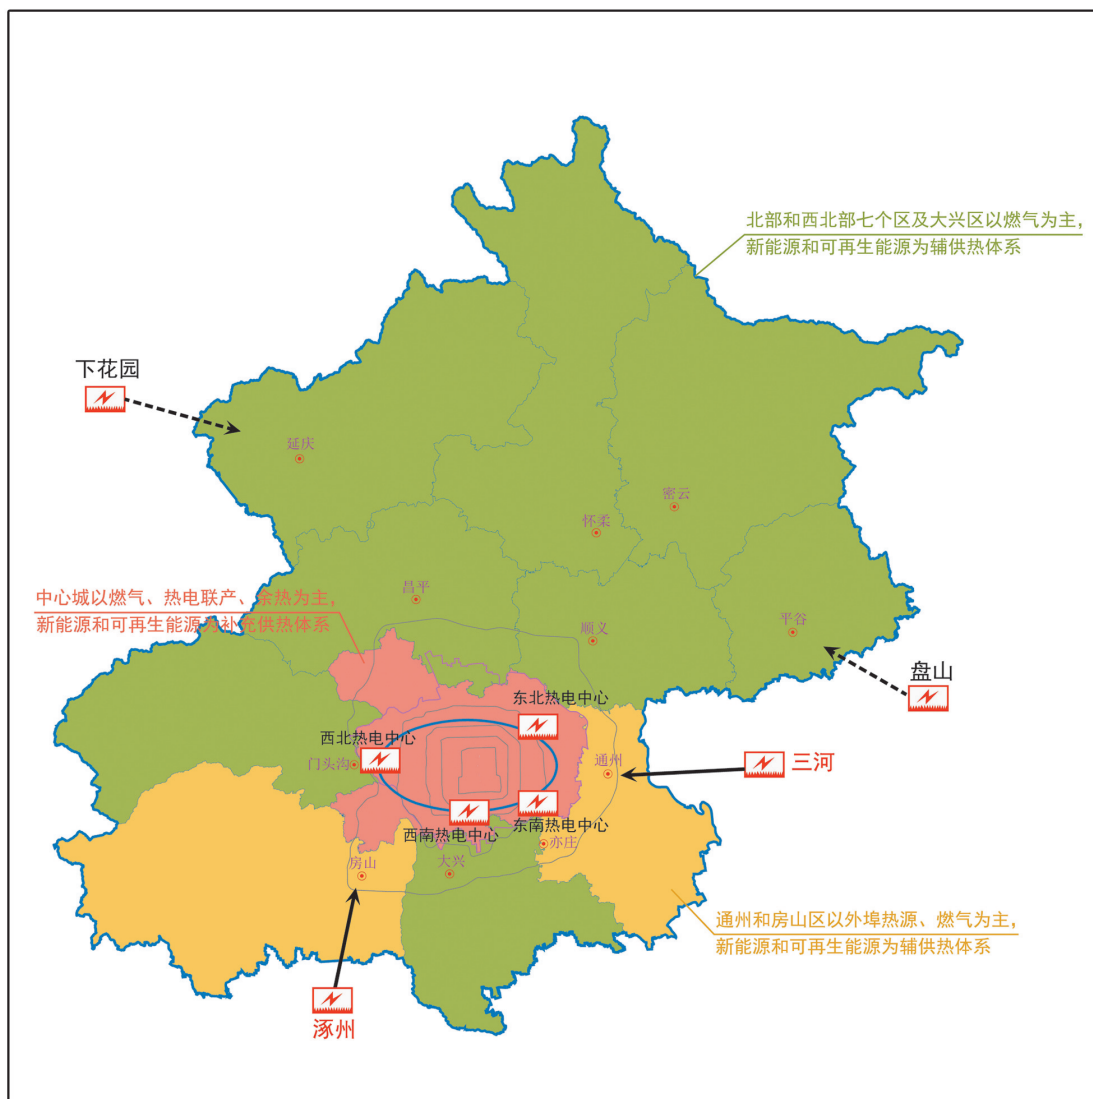 北部和西北部七个区及大兴区以燃气为主，
新能源和可再生能源为辅供热体系
下花园
延庆
密云
怀柔
昌平
中心城以燃气、热电联产、余热为主，
新能源和可再生能源为补充供热体系
顺义
平谷
盘山
东北热电中心
西北热电中心
门头沟
通州
三河
西南热电中心
东南热电中心
亦庄
房山
大兴
通州和房山区以外埠热源、燃气为主，
新能源和可再生能源为辅供热体系
涿州